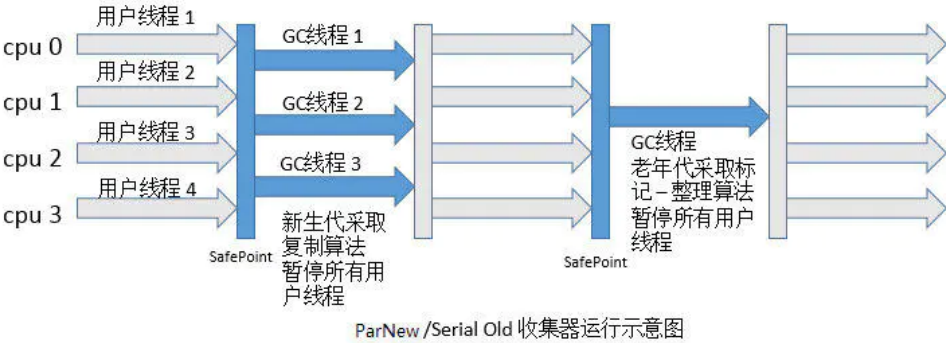 用户线程 1
cpu 0
GC线程 1
用户线程 2
cpu 1
GC线程 2
GC线程
用户线程 3
cpu 2
GC线程 3
老年代采取标
记–整理算法
暂停所有用户
线程
用户线程 4
cpu 3
新生代采取
复制算法
暂停所有用
户线程
SafePoint
SafePoint
ParNew /Serial Old 收集器运行示意图